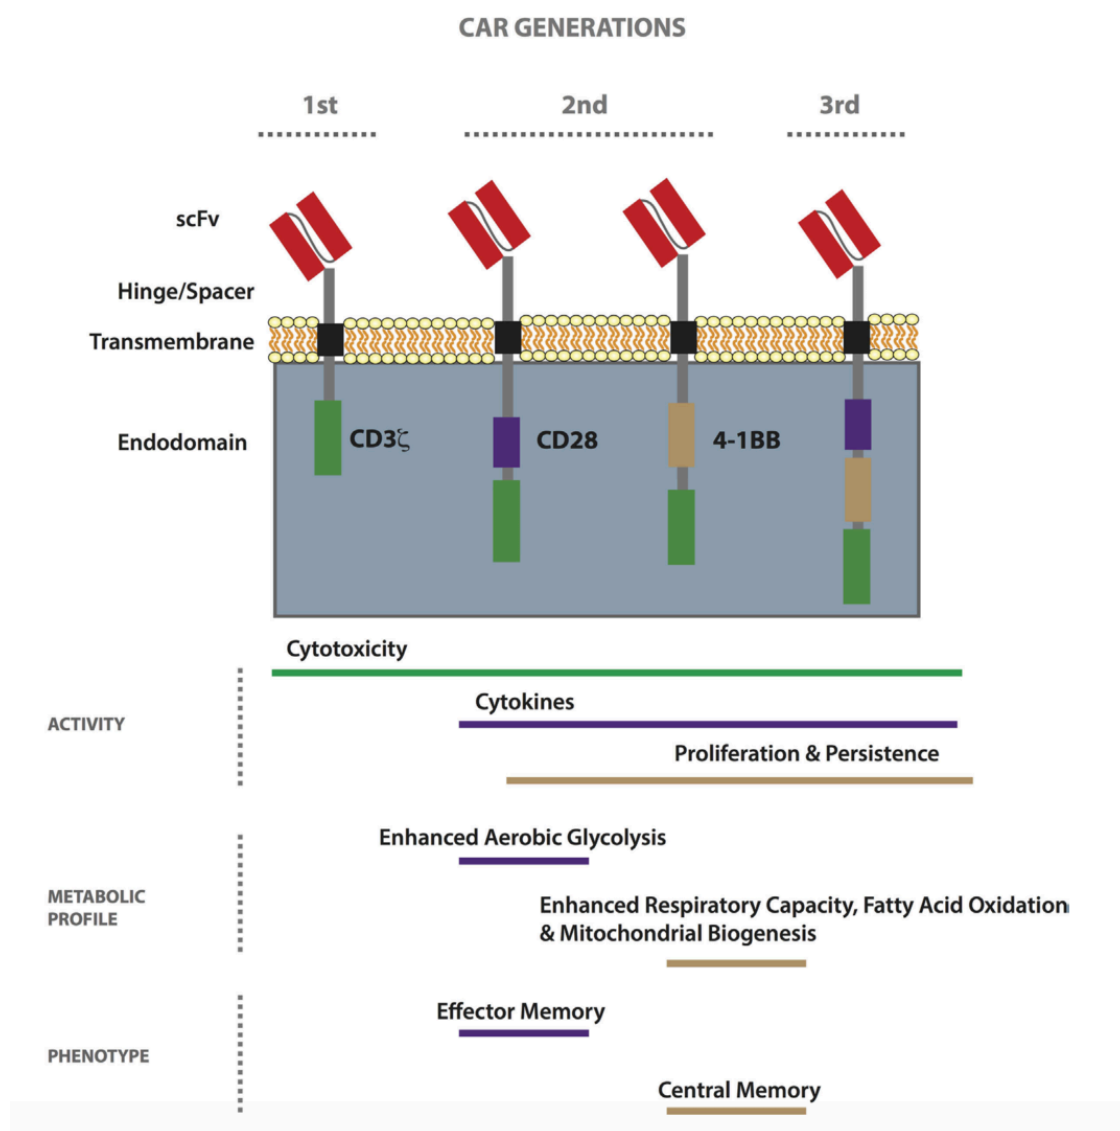 CAR GENERATIONS
1st
2nd
3rd
scFv
Hinge/Spacer
Transmembrane
Endodomain
CD3ζ
CD28
4-1BB
Cytotoxicity
Cytokines
ACTIVITY
Proliferation & Persistence
Enhanced Aerobic Glycolysis
METABOLIC
PROFILE
Enhanced Respiratory Capacity, Fatty Acid Oxidation
& Mitochondrial Biogenesis
Effector Memory
PHENOTYPE
Central Memory